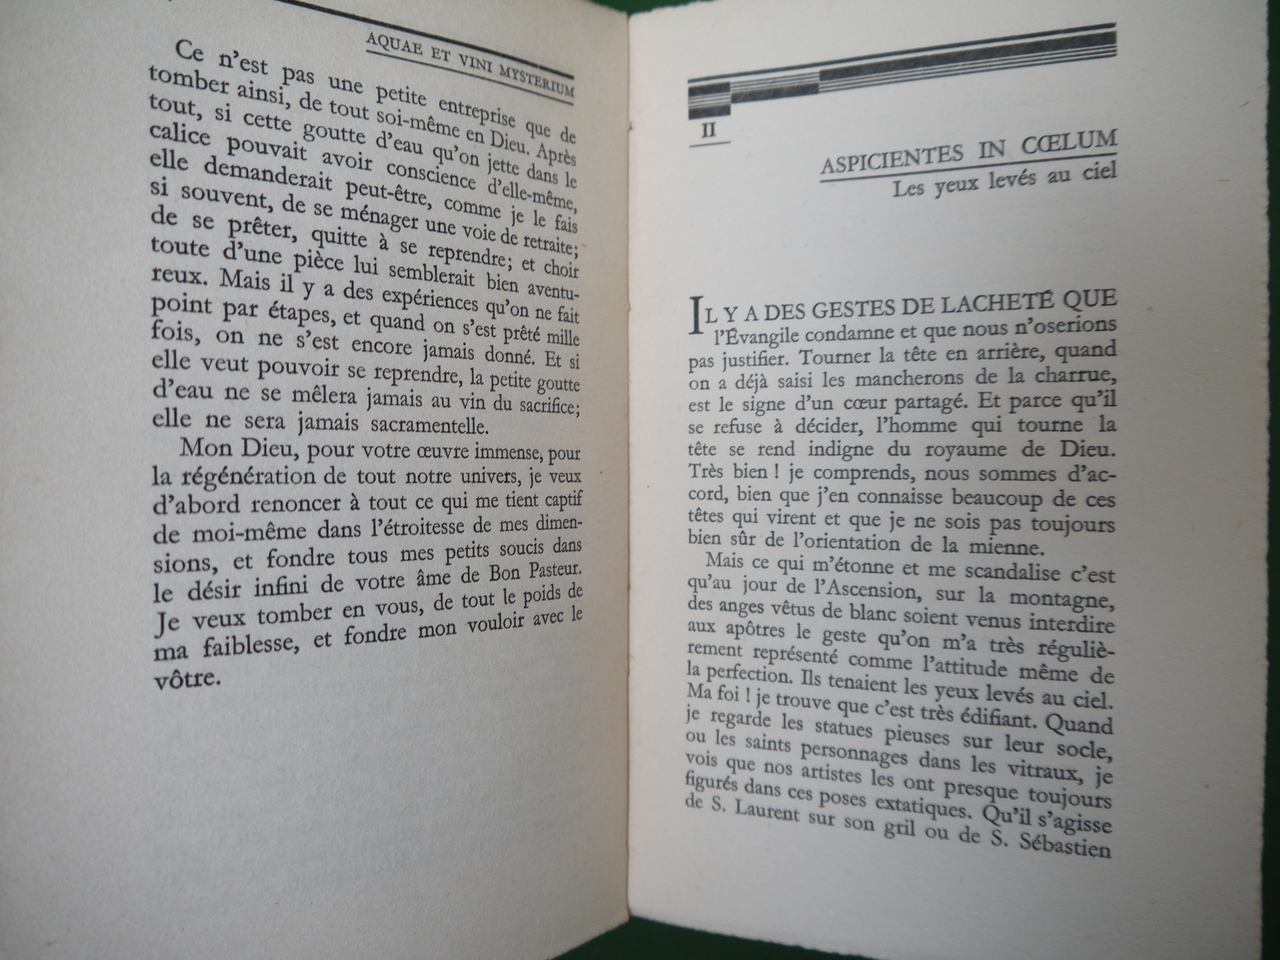 AQUAE ET VINI MYSTERIUM
Ce n'est pas une petite entreprise que de
tomber ainsi, de tout soi-même en Dieu. Après
tout, si cette goutte d'eau qu'on jette dans le
calice pouvait avoir conscience d'elle-même,
elle demanderait peut-être, comme je le fais
si souvent, de se ménager une voie de retraite;
de se prêter, quitte à se reprendre; et choir
toute d'une pièce lui semblerait bien aventu-
reux. Mais il y a des expériences qu'on ne fait
point par étapes, et quand on s'est prêté mille
fois, on ne s'est encore jamais donné. Et si
elle veut pouvoir se reprendre, la petite goutte
d'eau ne se mêlera jamais au vin du sacrifice;
elle ne sera jamais sacramentelle.
Mon Dieu, pour votre œuvre immense, pour
la régénération de tout notre univers, je veux
d'abord renoncer à tout ce qui me tient captif
de moi-même dans l'étroitesse de mes dimen-
sions, et fondre tous mes petits soucis dans
le désir infini de votre âme de Bon Pasteur.
Je veux tomber en vous, de tout le poids de
ma faiblesse, et fondre mon vouloir avec le
vôtre.
II
ASPICIENTES IN CŒLUM
Les yeux levés au ciel
IL Y A DES GESTES DE LACHETÉ QUE
l'Évangile condamne et que nous n'oserions
pas justifier. Tourner la tête en arrière, quand
on a déjà saisi les mancherons de la charrue,
est le signe d'un cœur partagé. Et parce qu'il
se refuse à décider, l'homme qui tourne la
tête se rend indigne du royaume de Dieu.
Très bien ! je comprends, nous sommes d'ac-
cord, bien que j'en connaisse beaucoup de ces
têtes qui virent et que je ne sois pas toujours
bien sûr de l'orientation de la mienne.
Mais ce qui m'étonne et me scandalise c'est
qu'au jour de l'Ascension, sur la montagne,
des anges vêtus de blanc soient venus interdire
aux apôtres le geste qu'on m'a très réguliè-
rement représenté comme l'attitude même de
la perfection. Ils tenaient les yeux levés au ciel.
Ma foi ! je trouve que c'est très édifiant. Quand
je regarde les statues pieuses sur leur socle,
ou les saints personnages dans les vitraux, je
vois que nos artistes les ont presque toujours
figurés dans ces poses extatiques. Qu'il s'agisse
de S. Laurent sur son gril ou de S. Sébastien